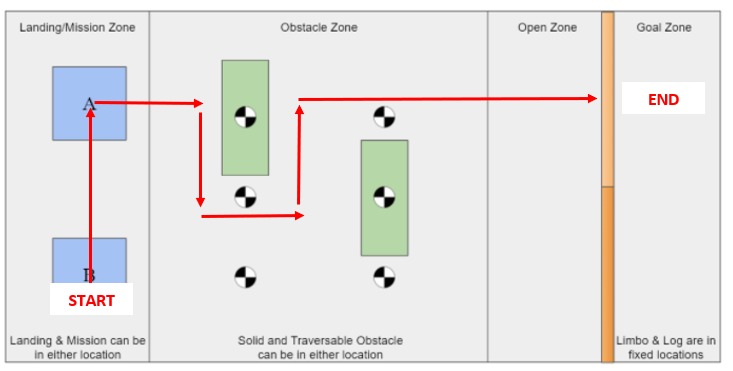 Landing/Mission Zone
Obstacle Zone
Open Zone
Goal Zone
A
END
B
START
Landing & Mission can be
in either location
Solid and Traversable Obstacle
can be in either location
Limbo & Log are in
fixed locations